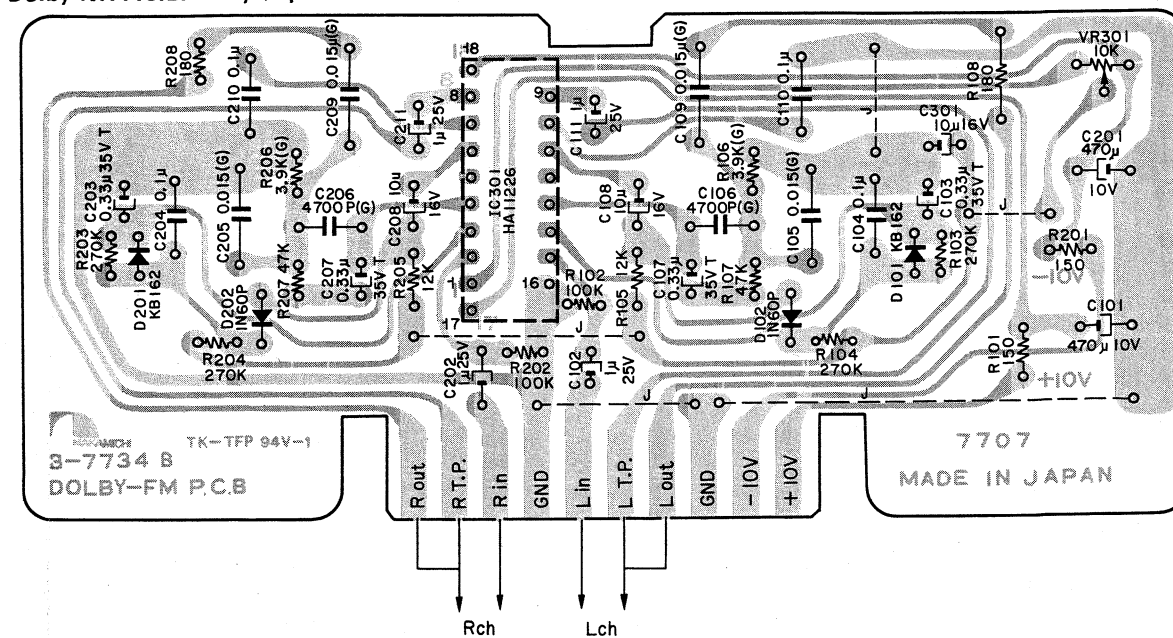 R208
180
C210 0.1μ
C209 0.015μ(G)
C211
1μ 25V
18
8
9
C111 1μ
25V
C109 0.015μ(G)
C110 0.1μ
J
R108
180
VR301
10K
C301
10μ 16V
C201
470μ
10V
C203
0.33μ 35V T
C204 0.1μ
C205 0.015(G)
R206
3.9K(G)
C206
4700P(G)
C208 10μ
16V
IC301
HA11226
C108
10μ
16V
R106
3.9K(G)
C106
4700P(G)
C105 0.015(G)
C104 0.1μ
C103
0.33μ
35V T
J
R203
270K
D201
KB162
D202
IN60P
R207 47K
C207
0.33μ
35V T
R205
12K
1
16
17
R102
100K
R105
12K
C107
0.33μ
35V T
R107
47K
D102
IN60P
D101
KB162
R103
270K
R201
150
-10V
C101
470μ 10V
R204
270K
C202
1μ 25V
R202
100K
C102
1μ
25V
J
R104
270K
R101
150
+10V
J
J
TK-TFP 94V-1
3-7734 B
DOLBY-FM P.C.B
7707
MADE IN JAPAN
R out
R T.P.
R in
GND
L in
L T.P.
L out
GND
-10V
+10V
Rch
Lch